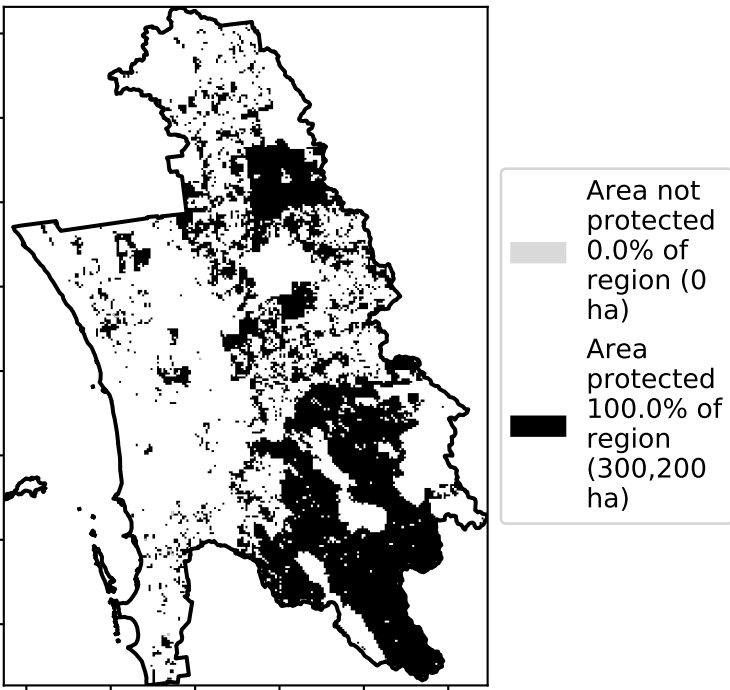 Area not
protected
0.0% of
region (0
ha)
Area
protected
100.0% of
region
(300,200
ha)